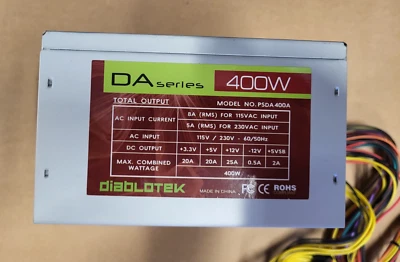 DA series 400W
TOTAL OUTPUT MODEL NO. PSDA400A
AC INPUT CURRENT 8A (RMS) FOR 115VAC INPUT
5A (RMS) FOR 230VAC INPUT
AC INPUT 115V / 230V - 60/50Hz
DC OUTPUT +3.3V +5V +12V -12V +5VSB
MAX. COMBINED WATTAGE 20A 20A 25A 0.5A 2A
400W
diabloTEK MADE IN CHINA FC CE ROHS